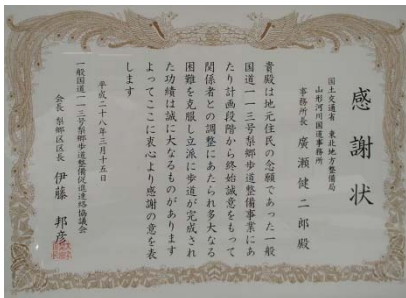 感謝状
国土交通省 東北地方整備局
山形河川国道事務所
事務所長 廣瀬健二郎殿
貴殿は地元住民の念願であった一般
国道一一三号梨郷歩道整備事業にあ
たり計画段階から終始誠意をもって
関係者との調整にあたられ多大なる
困難を克服し立派に歩道が完成され
た功績は誠に大なるものがあります
よってここに衷心より感謝の意を表
します
平成二十八年三月十五日
一般国道一一三号梨郷歩道整備促進連絡協議会
会長 梨郷区区長 伊藤 邦彦